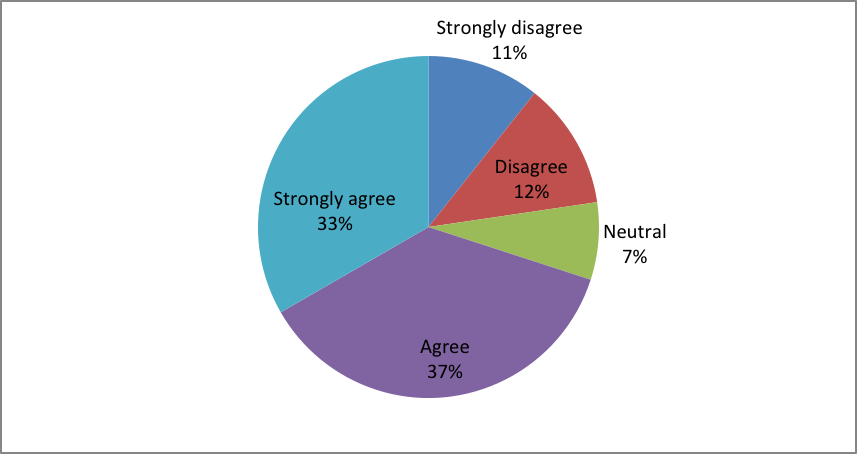 Strongly disagree
11%
Disagree
12%
Neutral
7%
Agree
37%
Strongly agree
33%